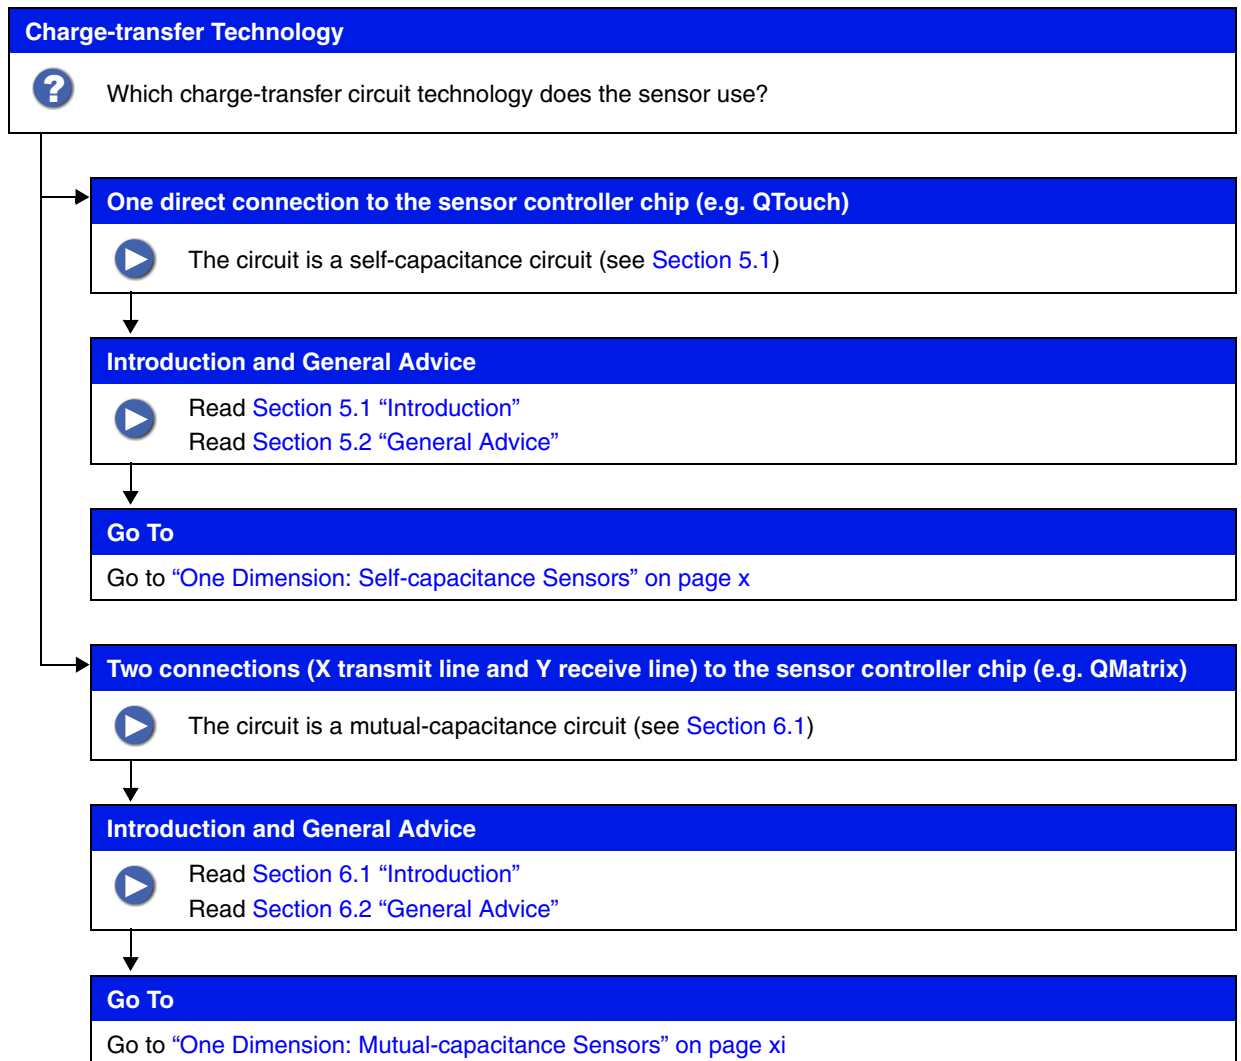 Charge-transfer Technology
?
Which charge-transfer circuit technology does the sensor use?
One direct connection to the sensor controller chip (e.g. QTouch)
The circuit is a self-capacitance circuit (see Section 5.1)
Introduction and General Advice
Read Section 5.1 “Introduction”
Read Section 5.2 “General Advice”
Go To
Go to “One Dimension: Self-capacitance Sensors” on page x
Two connections (X transmit line and Y receive line) to the sensor controller chip (e.g. QMatrix)
The circuit is a mutual-capacitance circuit (see Section 6.1)
Introduction and General Advice
Read Section 6.1 “Introduction”
Read Section 6.2 “General Advice”
Go To
Go to “One Dimension: Mutual-capacitance Sensors” on page xi